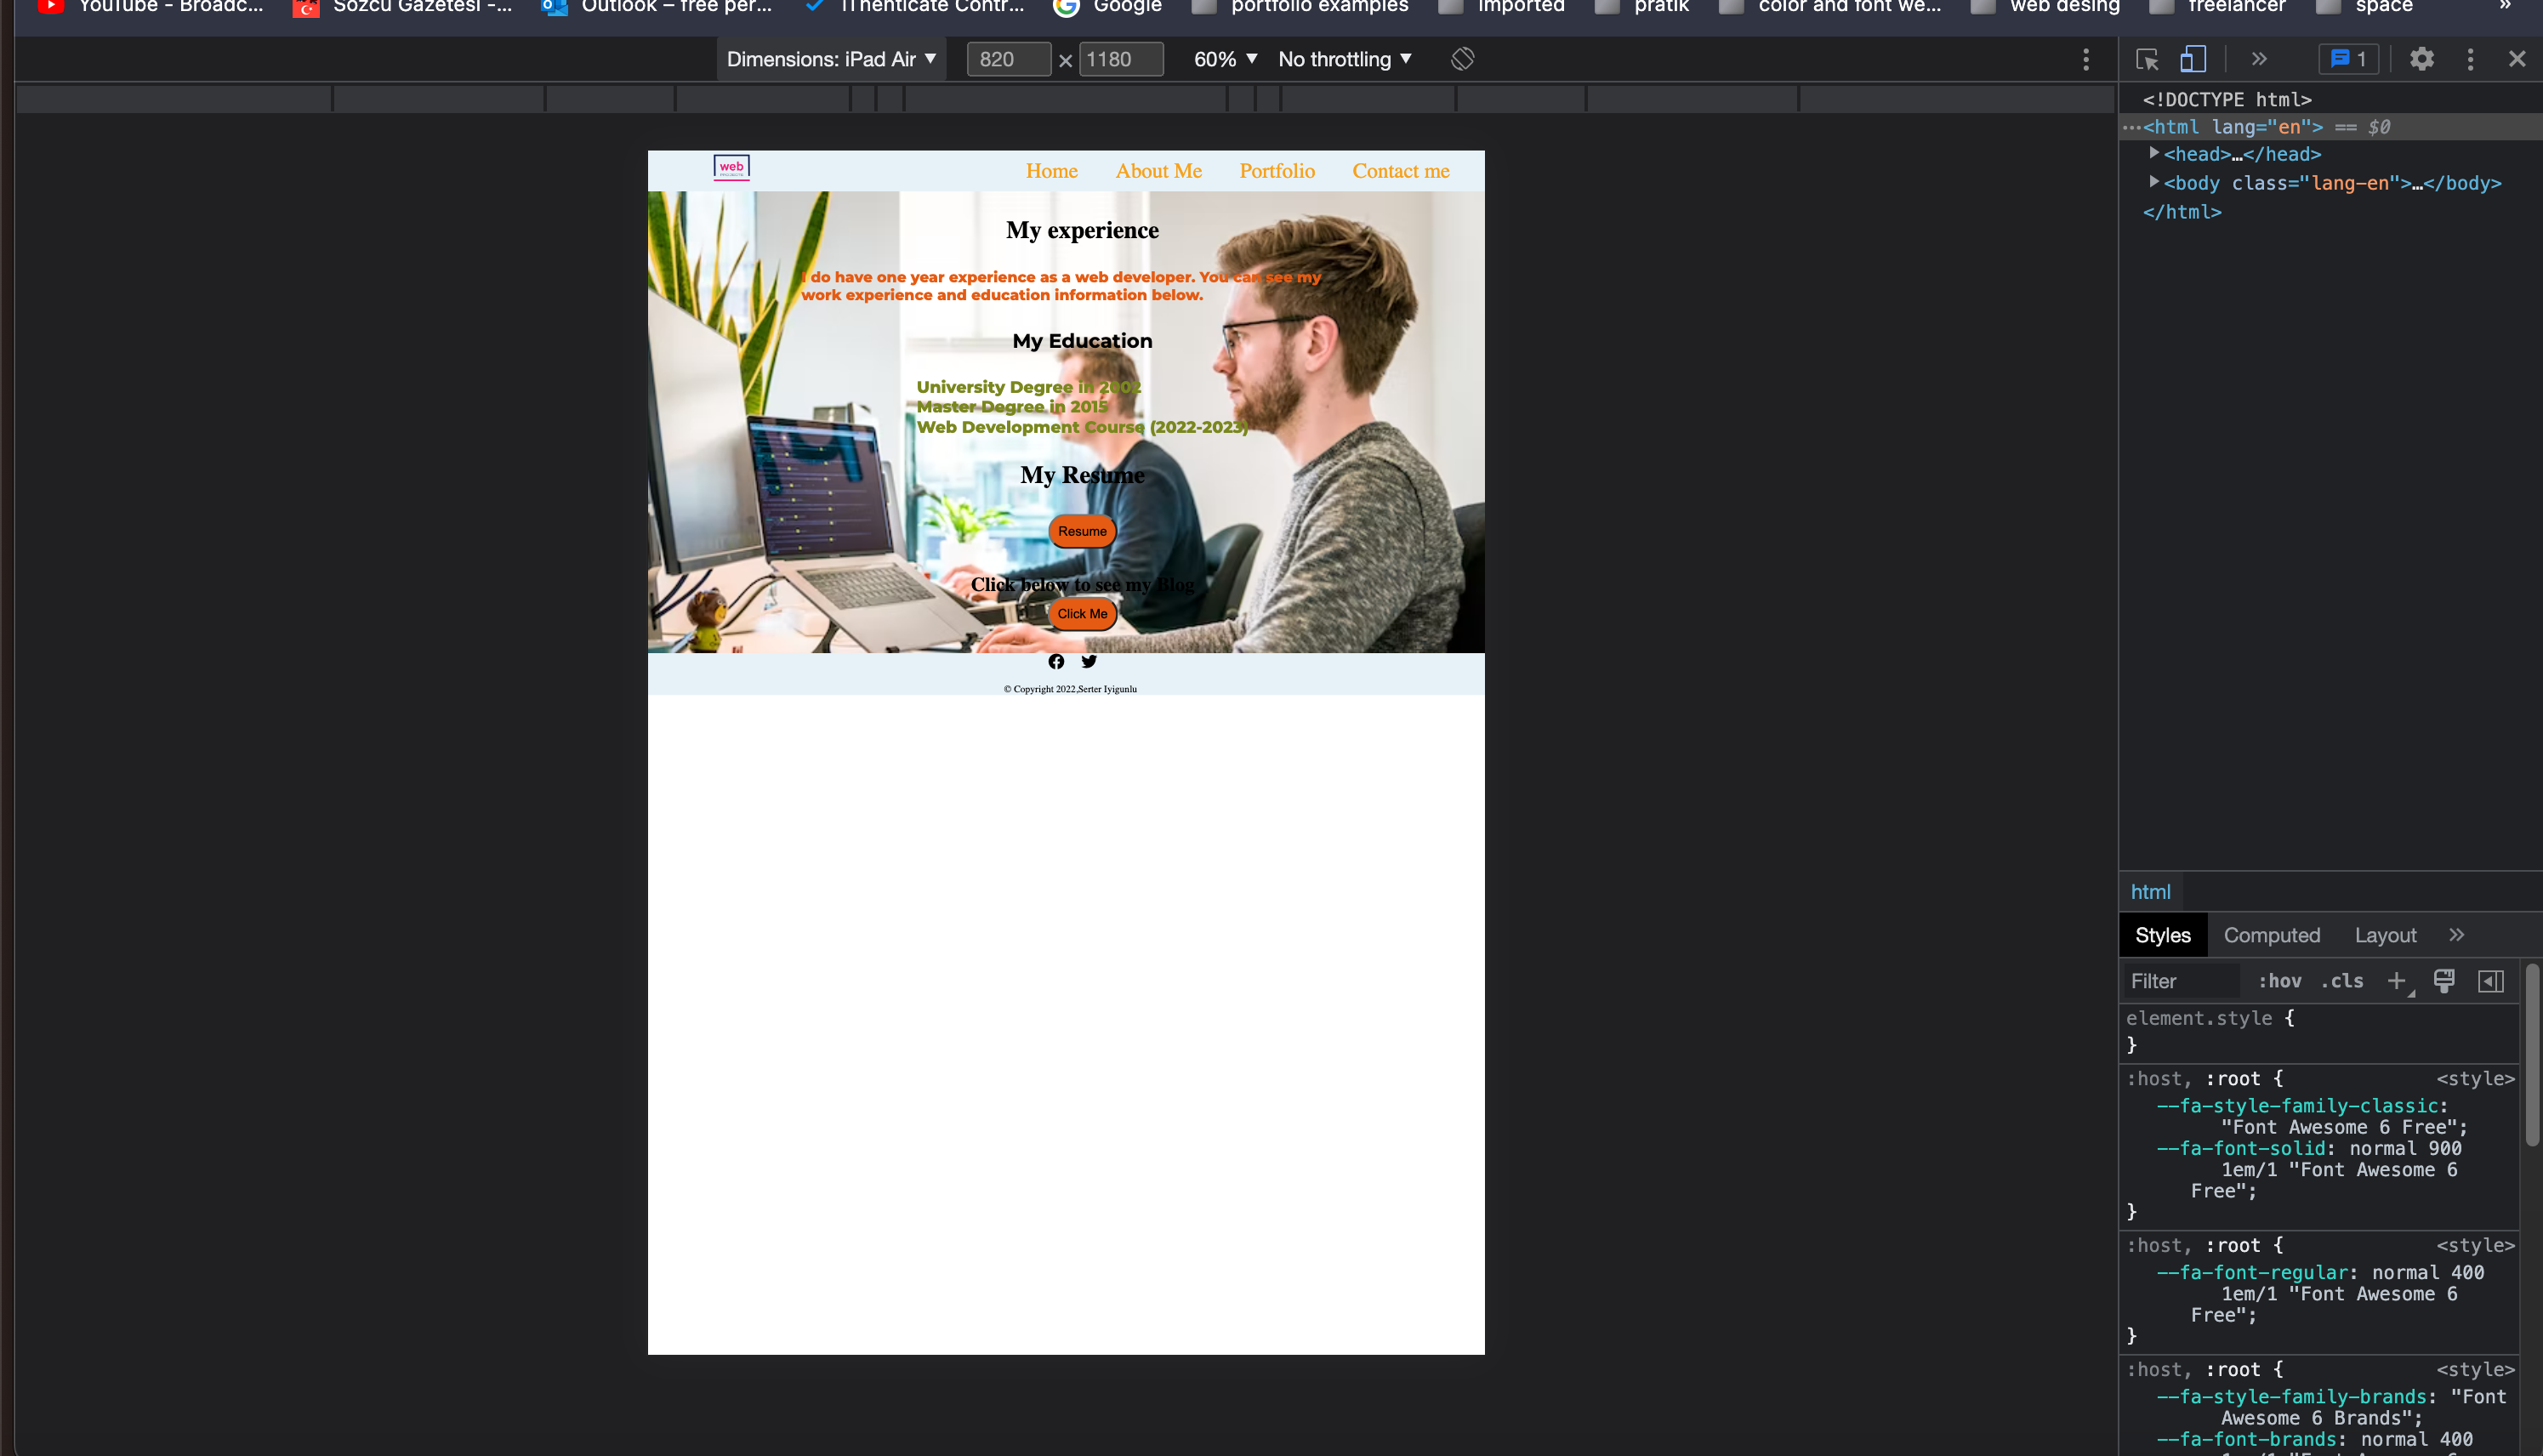 YouTube - Broadc...
Sözcü Gazetesi -...
Outlook – free per...
iThenticate Contr...
Google
portfolio examples
imported
pratik
color and font we...
web desing
freelancer
space
»
Dimensions: iPad Air ▼
820 × 1180
60% ▼
No throttling ▼
1
<!DOCTYPE html>
<html lang="en"> == $0
<head>…</head>
<body class="lang-en">…</body>
</html>
web
Home
About Me
Portfolio
Contact me
My experience
I do have one year experience as a web developer. You can see my
work experience and education information below.
My Education
University Degree in 2002
Master Degree in 2015
Web Development Course (2022-2023)
My Resume
Resume
Click below to see my Blog
Click Me
© Copyright 2022,Serter Iyigunlu
html
Styles
Computed
Layout
»
Filter
:hov
.cls
element.style {
}
:host, :root { <style>
--fa-style-family-classic:
"Font Awesome 6 Free";
--fa-font-solid: normal 900
1em/1 "Font Awesome 6
Free";
}
:host, :root { <style>
--fa-font-regular: normal 400
1em/1 "Font Awesome 6
Free";
}
:host, :root { <style>
--fa-style-family-brands: "Font
Awesome 6 Brands";
--fa-font-brands: normal 400